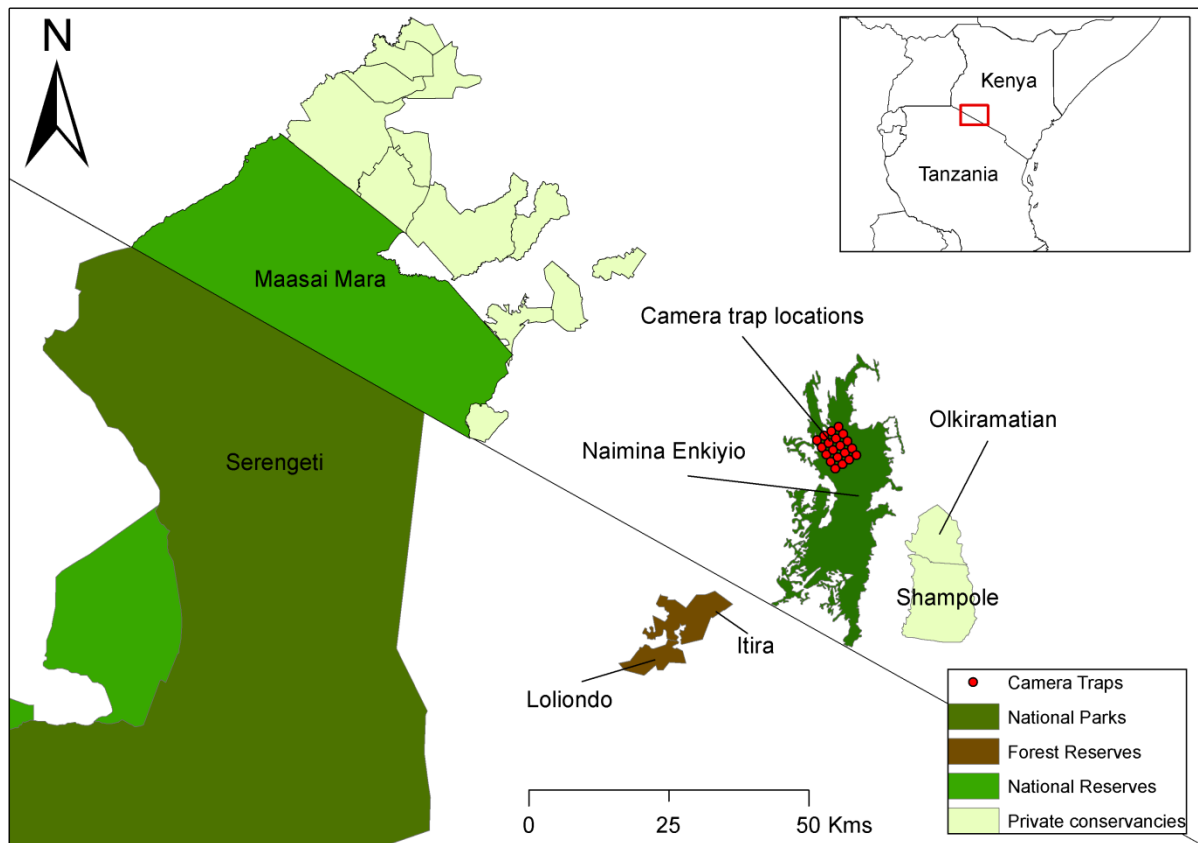 N
Kenya
Tanzania
Maasai Mara
Camera trap locations
Olkiramatian
Naimina Enkiyio
Serengeti
Shampole
Itira
Loliondo
Camera Traps
National Parks
Forest Reserves
National Reserves
Private conservancies
0 25 50 Kms